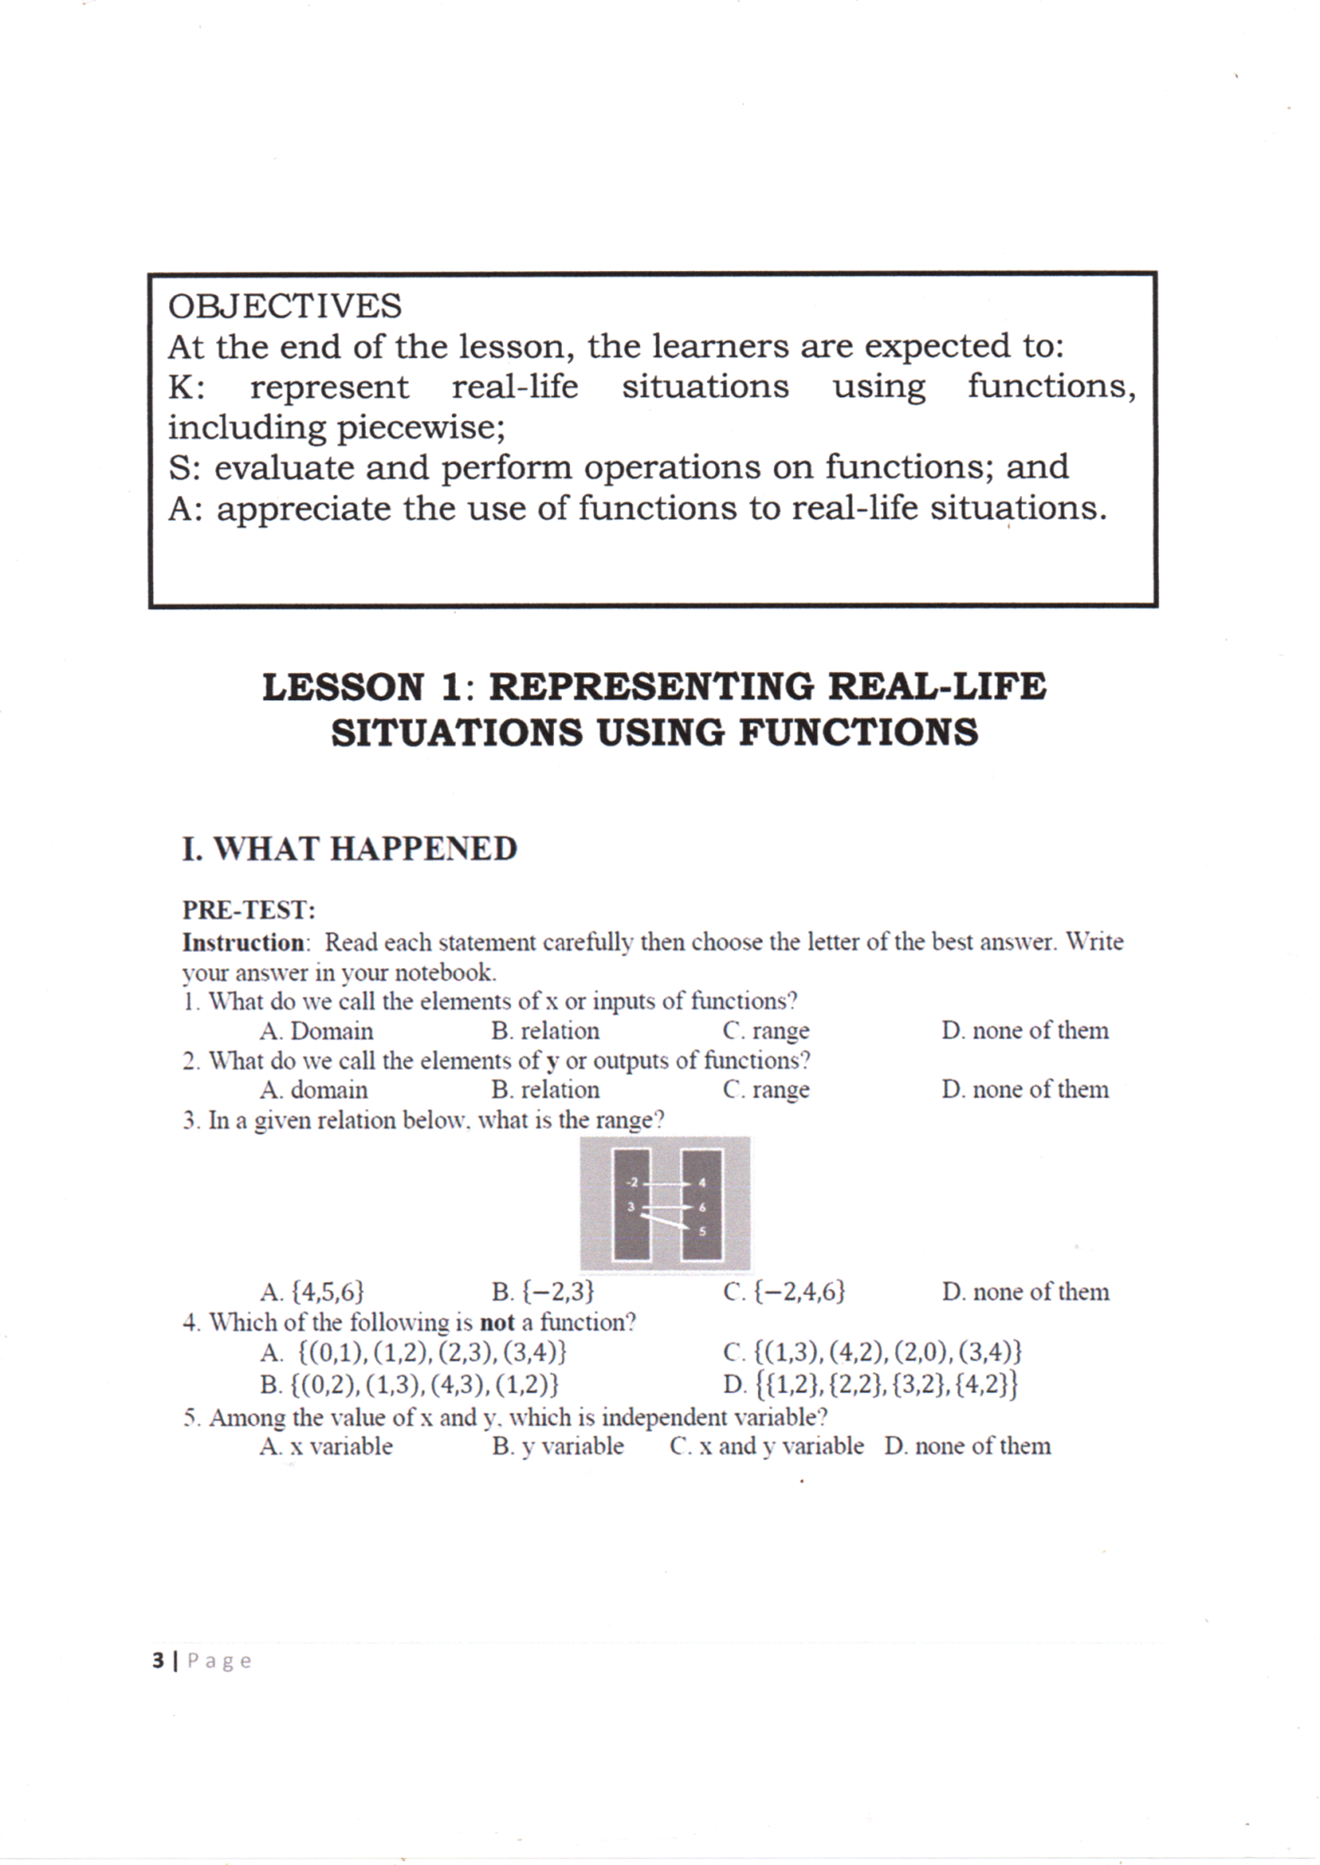 OBJECTIVES
At the end of the lesson, the learners are expected to:
K: represent real-life situations using functions,
including piecewise;
S: evaluate and perform operations on functions; and
A: appreciate the use of functions to real-life situations.
LESSON 1: REPRESENTING REAL-LIFE
SITUATIONS USING FUNCTIONS
I. WHAT HAPPENED
PRE-TEST:
Instruction: Read each statement carefully then choose the letter of the best answer. Write
your answer in your notebook.
1. What do we call the elements of x or inputs of functions?
A. Domain B. relation C. range D. none of them
2. What do we call the elements of y or outputs of functions?
A. domain B. relation C. range D. none of them
3. In a given relation below, what is the range?
-2 4
3 6
5
A. {4,5,6} B. {−2,3} C. {−2,4,6} D. none of them
4. Which of the following is not a function?
A. {(0,1), (1,2), (2,3), (3,4)} C. {(1,3), (4,2), (2,0), (3,4)}
B. {(0,2), (1,3), (4,3), (1,2)} D. {{1,2}, {2,2}, {3,2}, {4,2}}
5. Among the value of x and y, which is independent variable?
A. x variable B. y variable C. x and y variable D. none of them
3 | Page